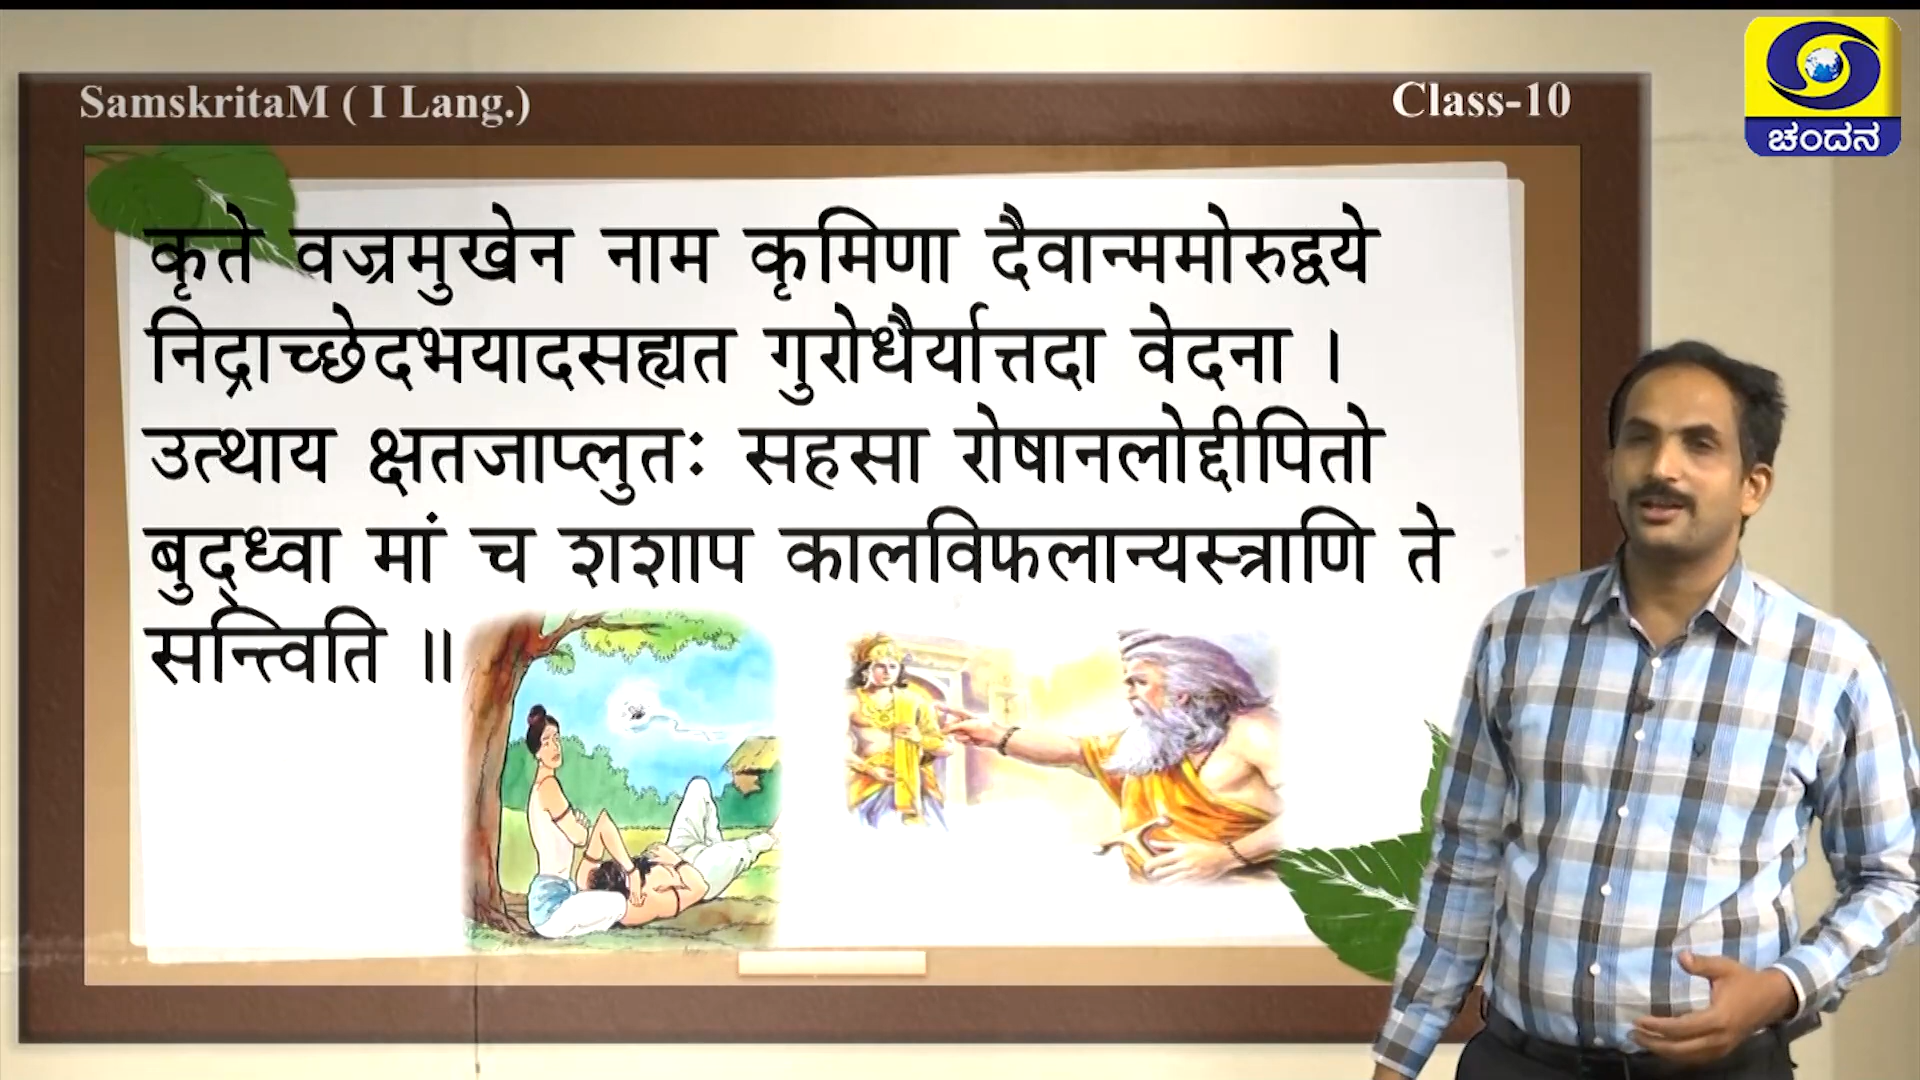 SamskritaM ( I Lang.)
Class-10
ಚಂದನ
कृते वज्रमुखेन नाम कृमिणा दैवान्ममोरुद्वये
निद्राच्छेदभयादसह्यत गुरोधैर्यात्तदा वेदना ।
उत्थाय क्षतजाप्लुतः सहसा रोषानलोद्दीपितो
बुद्ध्वा मां च शशाप कालविफलान्यस्त्राणि ते
सन्त्विति ॥